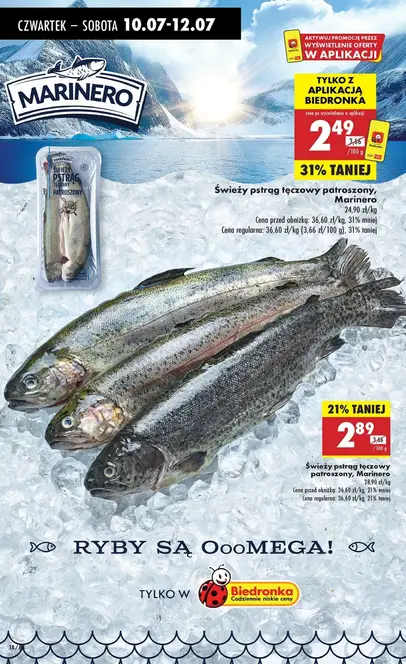 CZWARTEK – SOBOTA 10.07-12.07
AKTYWUJ PROMOCJĘ PRZEZ
WYŚWIETLENIE OFERTY
W APLIKACJI
MARINERO
TYLKO Z
APLIKACJĄ
BIEDRONKA
cena po wyświetleniu w aplikacji
2 49
3,66
/100 g
31% TANIEJ
MARINERO
ŚWIEŻY
PSTRĄG
TĘCZOWY
PATROSZONY
Świeży pstrąg tęczowy patroszony,
Marinero
24,90 zł/kg
Cena przed obniżką: 36,60 zł/kg, 31% mniej
Cena regularna: 36,60 zł/kg (3,66 zł/100 g), 31% taniej
21% TANIEJ
2 89
3,66
/100 g
Świeży pstrąg tęczowy
patroszony, Marinero
28,90 zł/kg
Cena przed obniżką: 36,60 zł/kg, 21% mniej
Cena regularna: 36,60 zł/kg, 21% taniej
RYBY SĄ OooMEGA!
TYLKO W
Biedronka
Codziennie niskie ceny